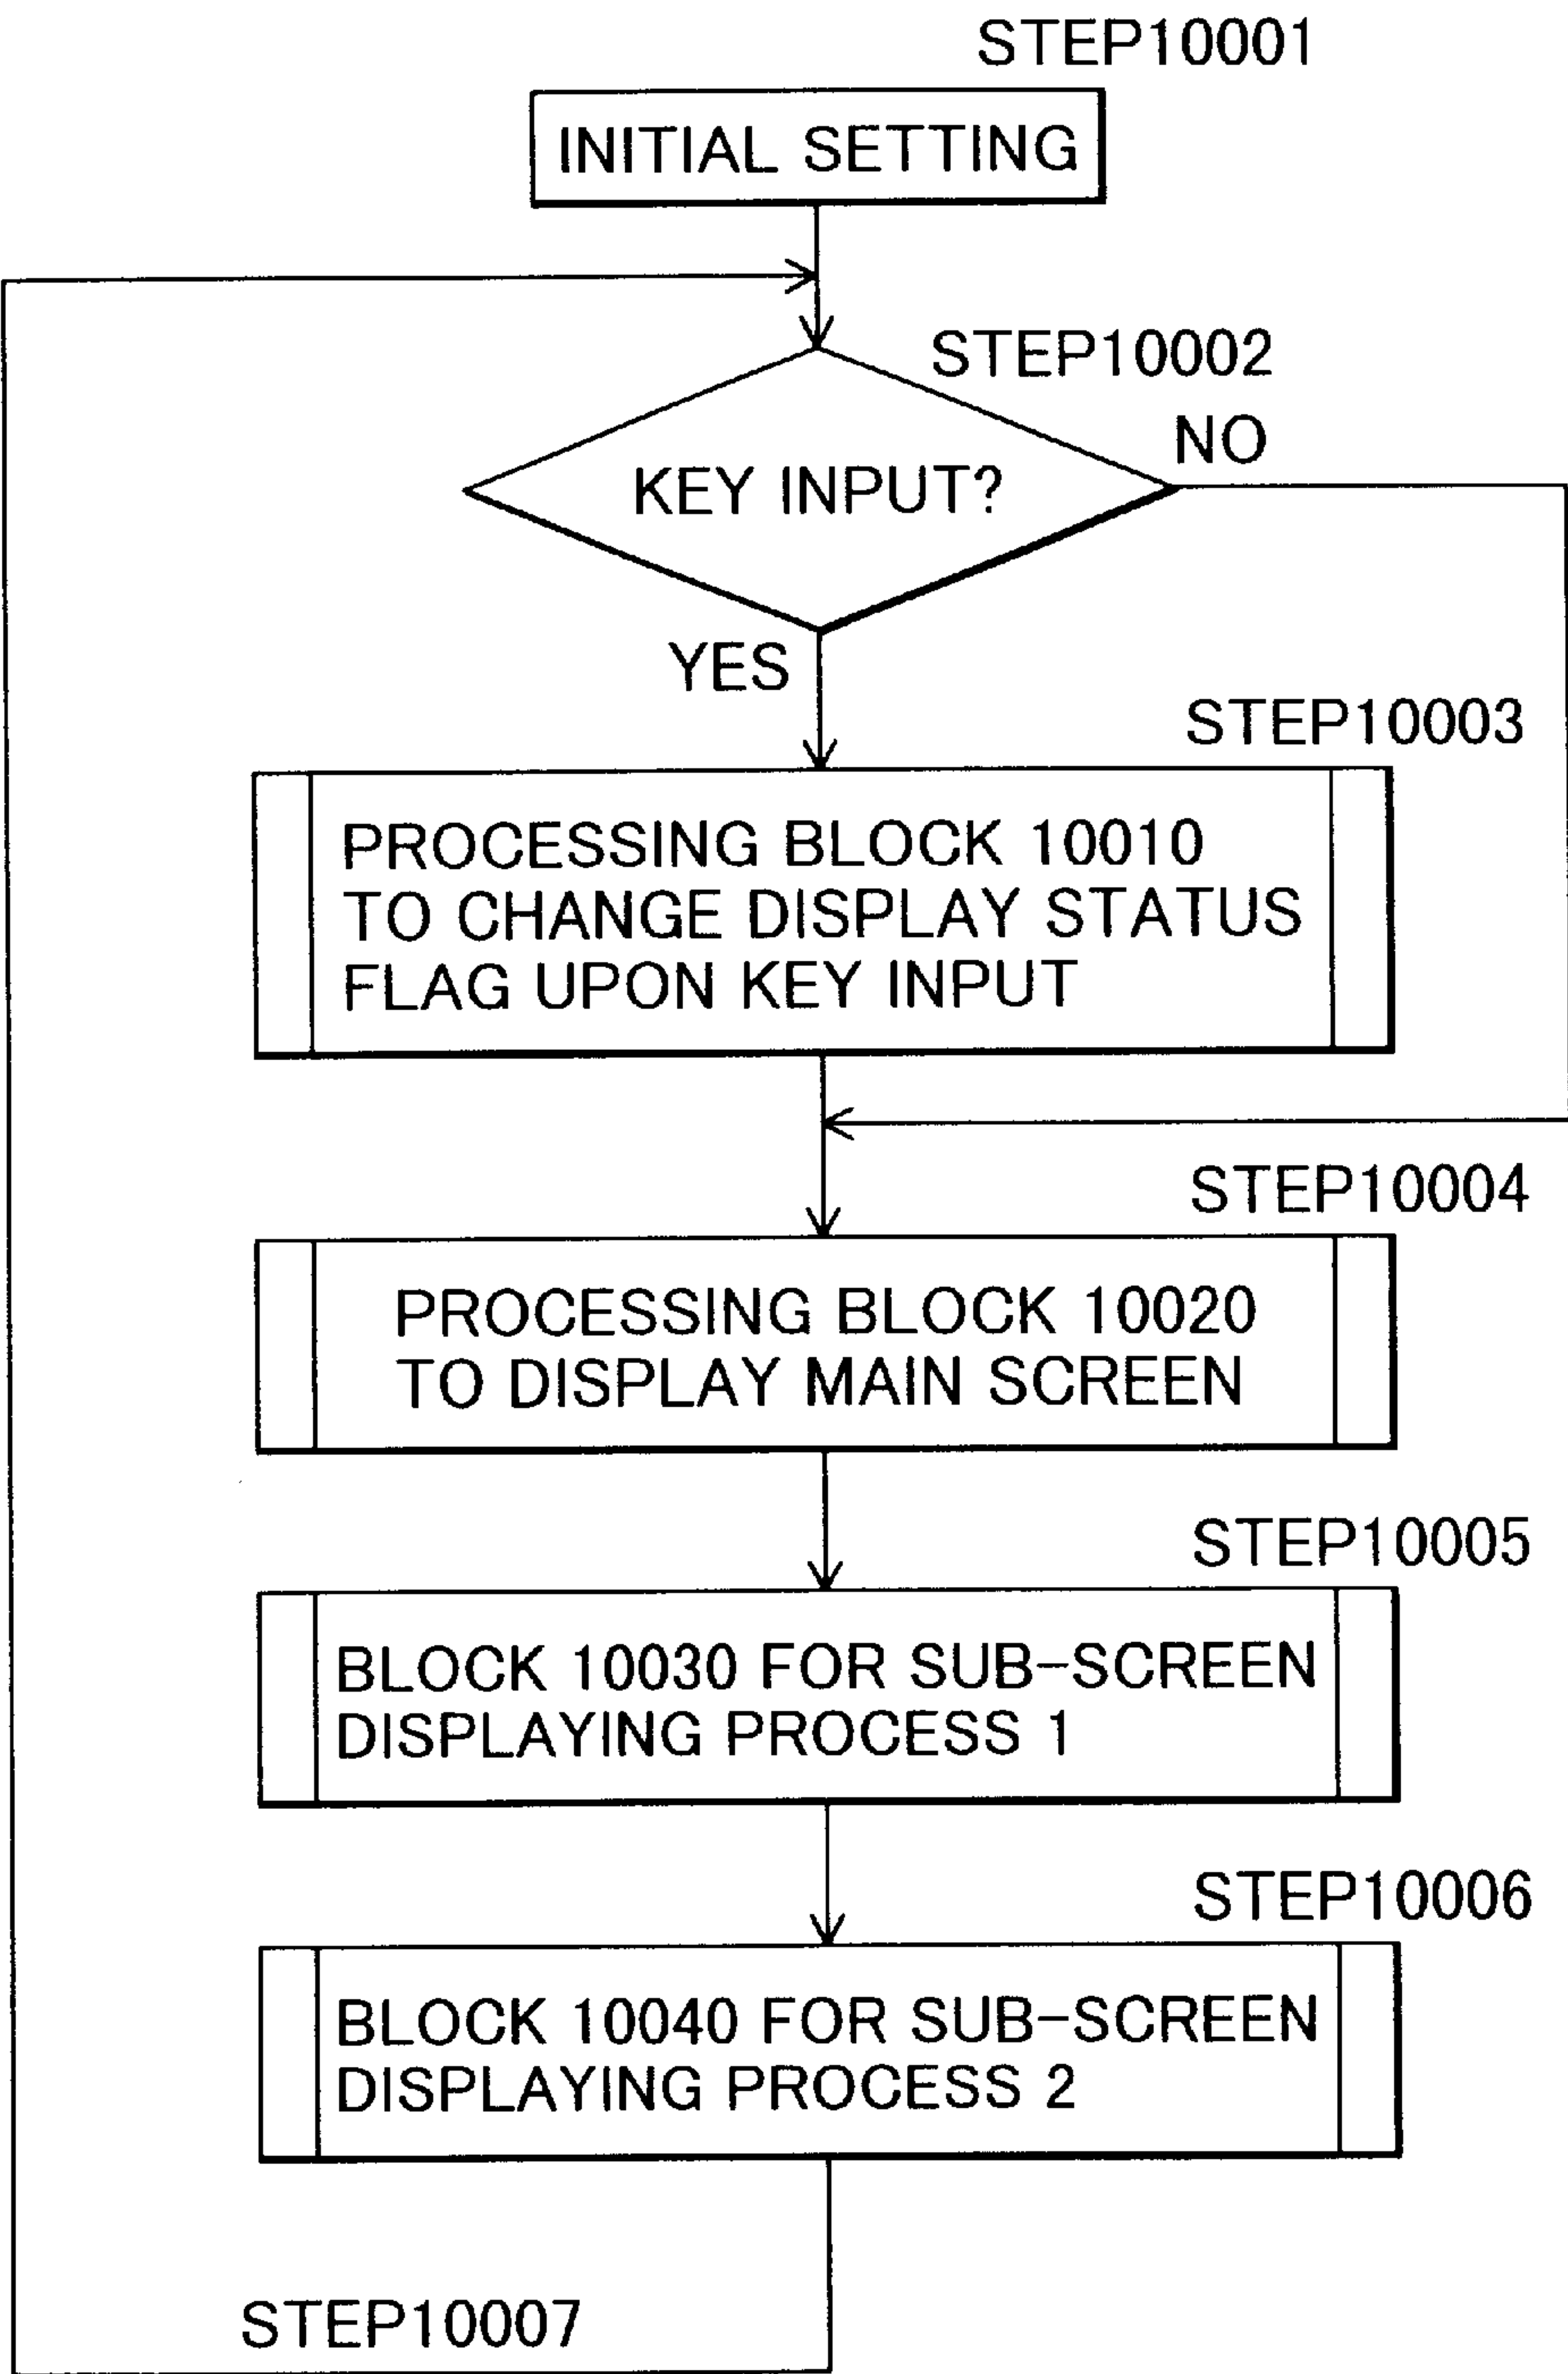 STEP10001
INITIAL SETTING
STEP10002
NO
KEY INPUT?
YES
STEP10003
PROCESSING BLOCK 10010
TO CHANGE DISPLAY STATUS
FLAG UPON KEY INPUT
STEP10004
PROCESSING BLOCK 10020
TO DISPLAY MAIN SCREEN
STEP10005
BLOCK 10030 FOR SUB-SCREEN
DISPLAYING PROCESS 1
STEP10006
BLOCK 10040 FOR SUB-SCREEN
DISPLAYING PROCESS 2
STEP10007